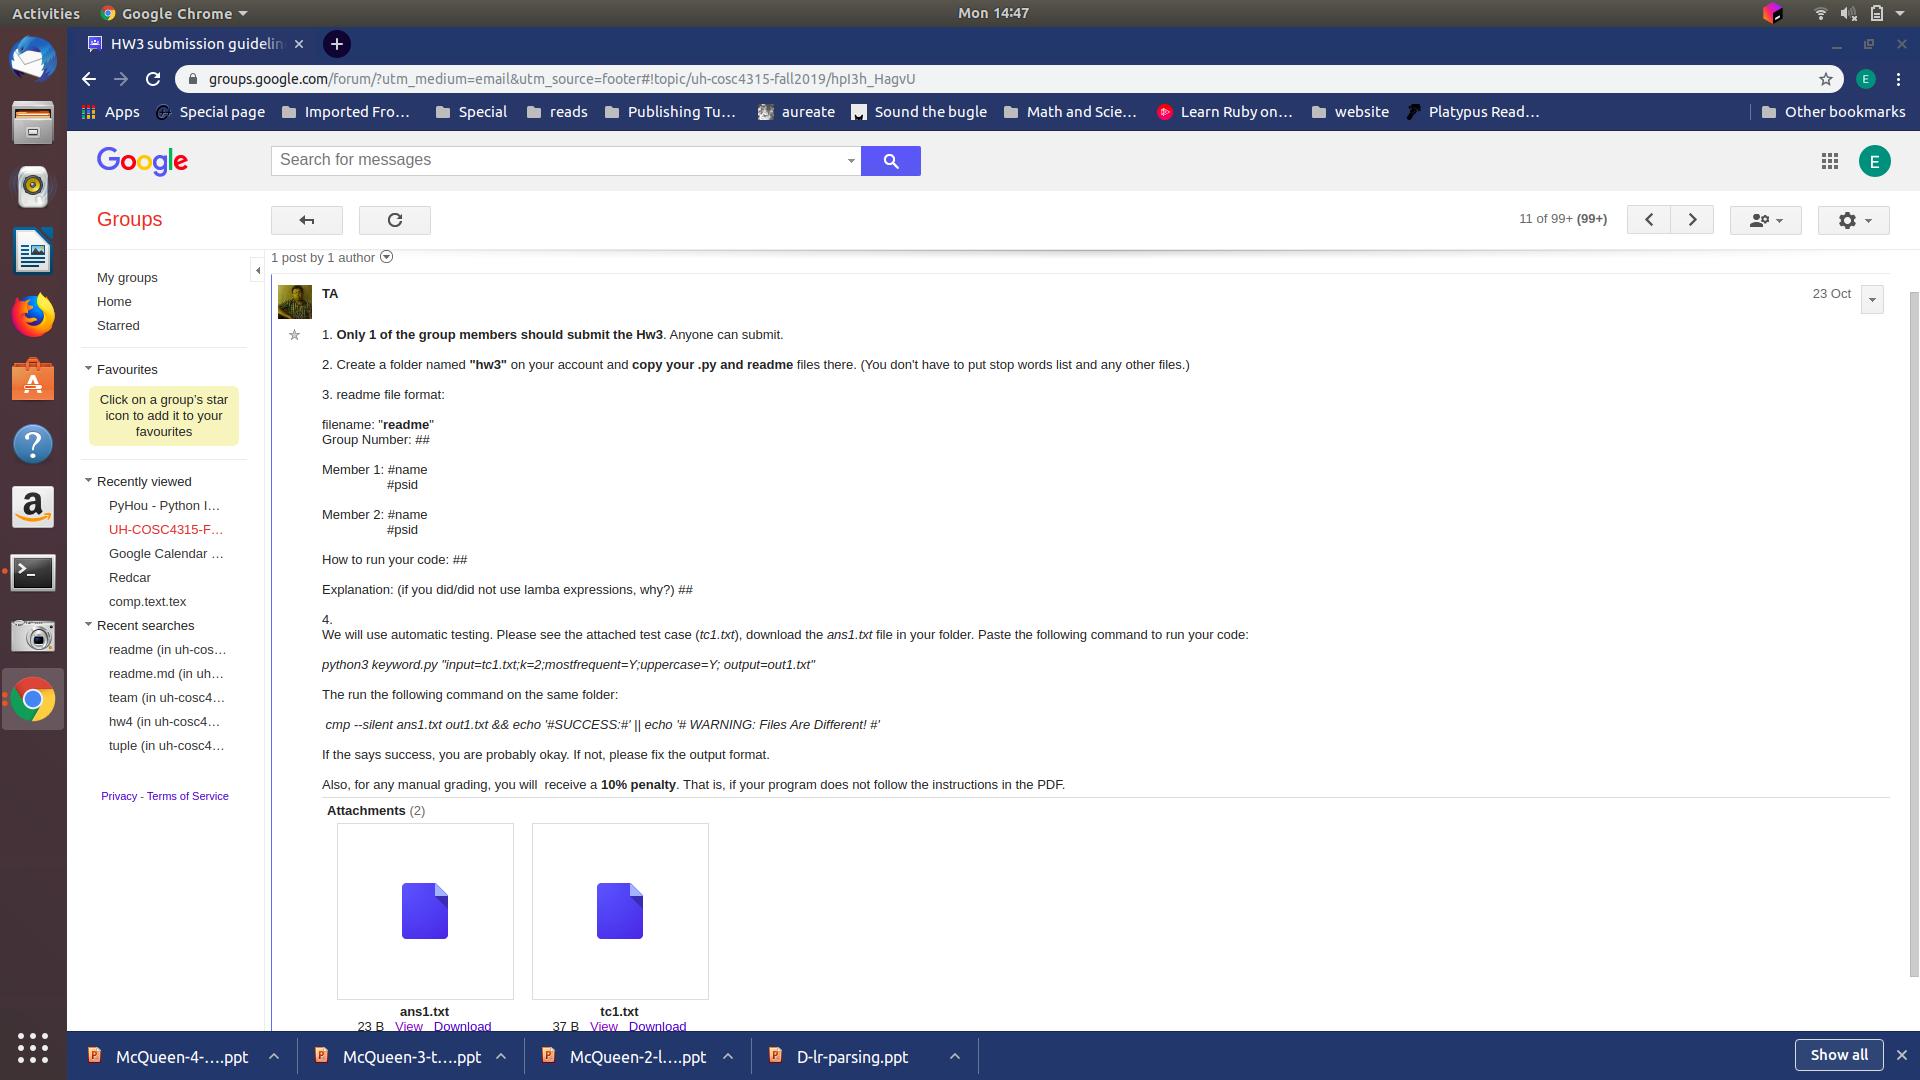 Activities
Google Chrome
Mon 14:47
HW3 submission guidelin
groups.google.com/forum/?utm_medium=email&utm_source=footer#!topic/uh-cosc4315-fall2019/hpI3h_HagvU
E
Apps
Special page
Imported Fro...
Special
reads
Publishing Tu...
aureate
Sound the bugle
Math and Scie...
Learn Ruby on...
website
Platypus Read...
Other bookmarks
Google
Search for messages
E
Groups
11 of 99+ (99+)
My groups
Home
Starred
Favourites
Click on a group's star
icon to add it to your
favourites
Recently viewed
PyHou - Python I...
UH-COSC4315-F...
Google Calendar ...
Redcar
comp.text.tex
Recent searches
readme (in uh-cos...
readme.md (in uh...
team (in uh-cosc4...
hw4 (in uh-cosc4...
tuple (in uh-cosc4...
Privacy - Terms of Service
1 post by 1 author
TA
23 Oct
1. Only 1 of the group members should submit the Hw3. Anyone can submit.
2. Create a folder named "hw3" on your account and copy your .py and readme files there. (You don't have to put stop words list and any other files.)
3. readme file format:
filename: "readme"
Group Number: ##
Member 1: #name
#psid
Member 2: #name
#psid
How to run your code: ##
Explanation: (if you did/did not use lamba expressions, why?) ##
4.
We will use automatic testing. Please see the attached test case (tc1.txt), download the ans1.txt file in your folder. Paste the following command to run your code:
python3 keyword.py "input=tc1.txt;k=2;mostfrequent=Y;uppercase=Y; output=out1.txt"
The run the following command on the same folder:
cmp --silent ans1.txt out1.txt && echo '#SUCCESS:#' || echo '# WARNING: Files Are Different! #'
If the says success, you are probably okay. If not, please fix the output format.
Also, for any manual grading, you will  receive a 10% penalty. That is, if your program does not follow the instructions in the PDF.
Attachments (2)
ans1.txt
23 B View Download
tc1.txt
37 B View Download
McQueen-4-....ppt
McQueen-3-t....ppt
McQueen-2-l....ppt
D-lr-parsing.ppt
Show all